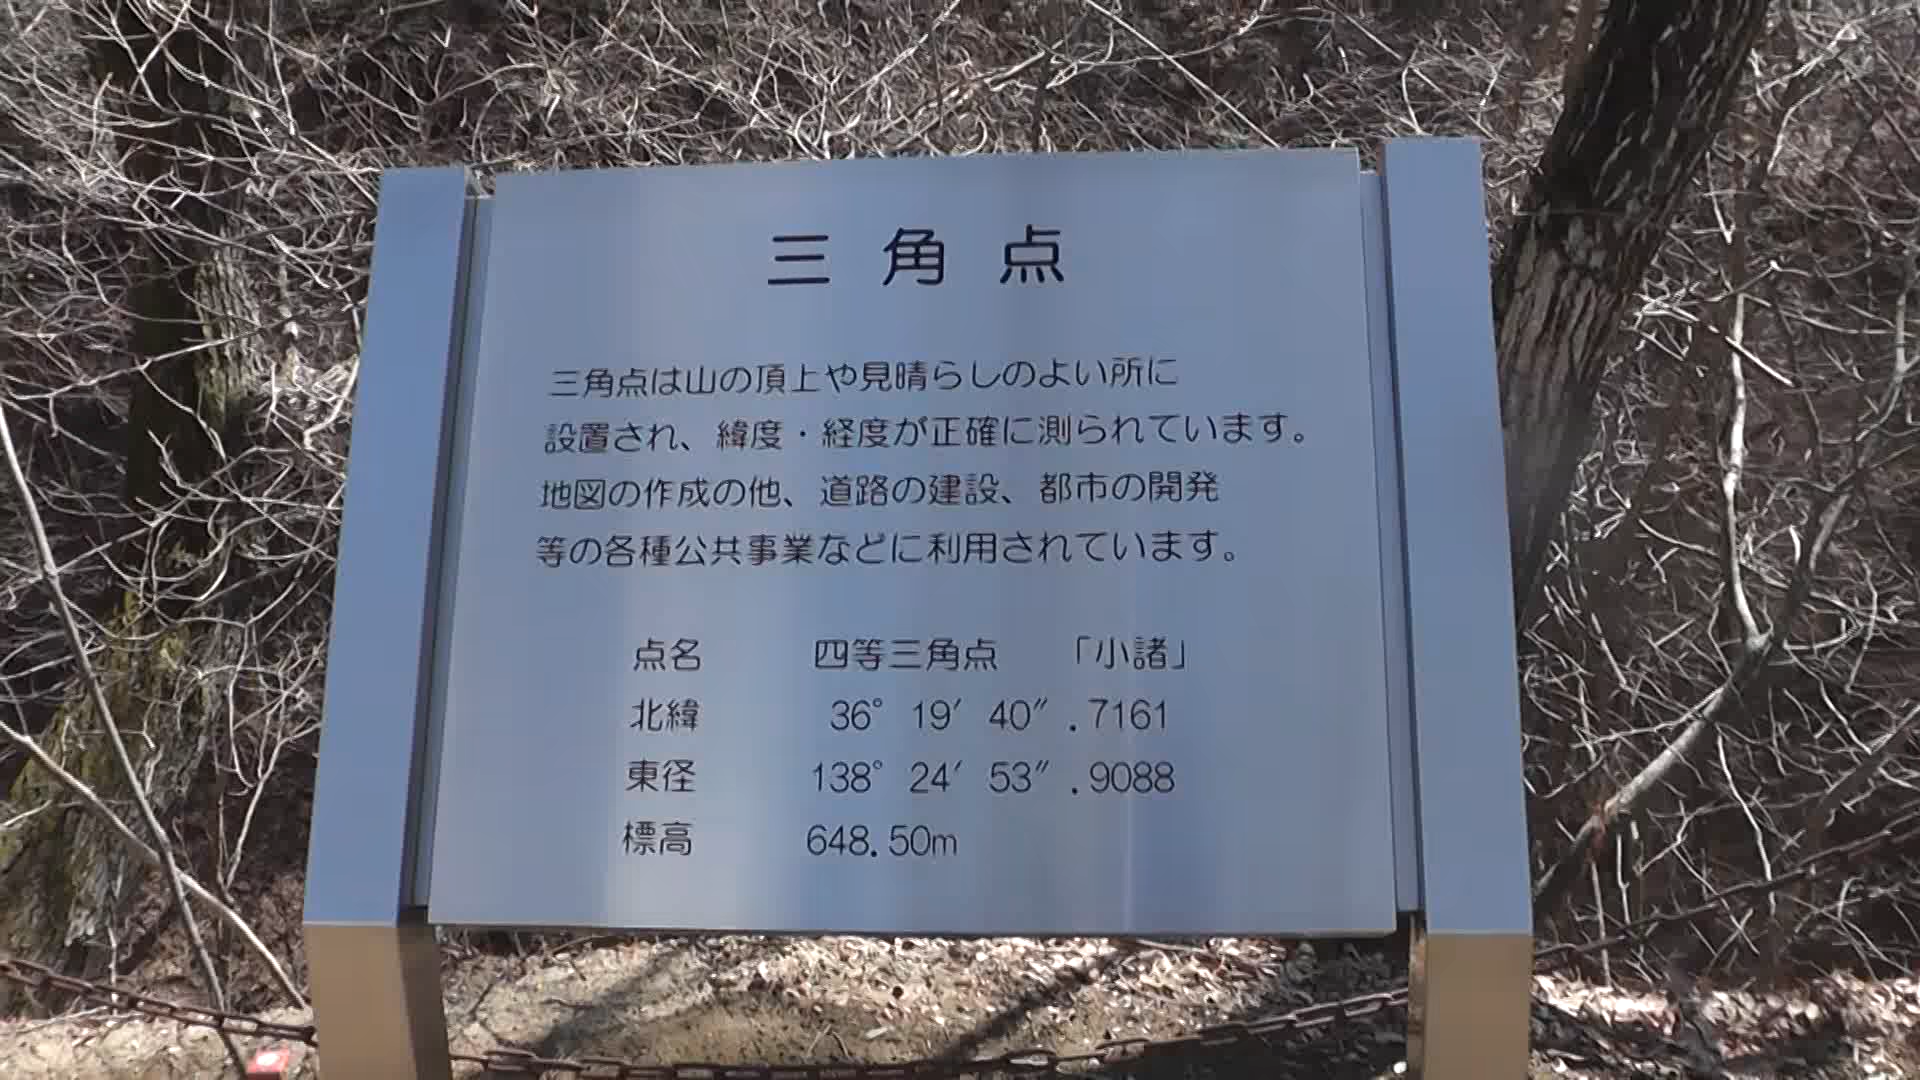 三角点
三角点は山の頂上や見晴らしのよい所に
設置され、緯度・経度が正確に測られています。
地図の作成の他、道路の建設、都市の開発
等の各種公共事業などに利用されています。
点名 四等三角点 「小諸」
北緯 36° 19′ 40″ .7161
東径 138° 24′ 53″ .9088
標高 648.50m